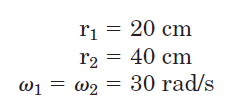 r₁ = 20 cm
r₂ = 40 cm
ω₁ = ω₂ = 30 rad/s